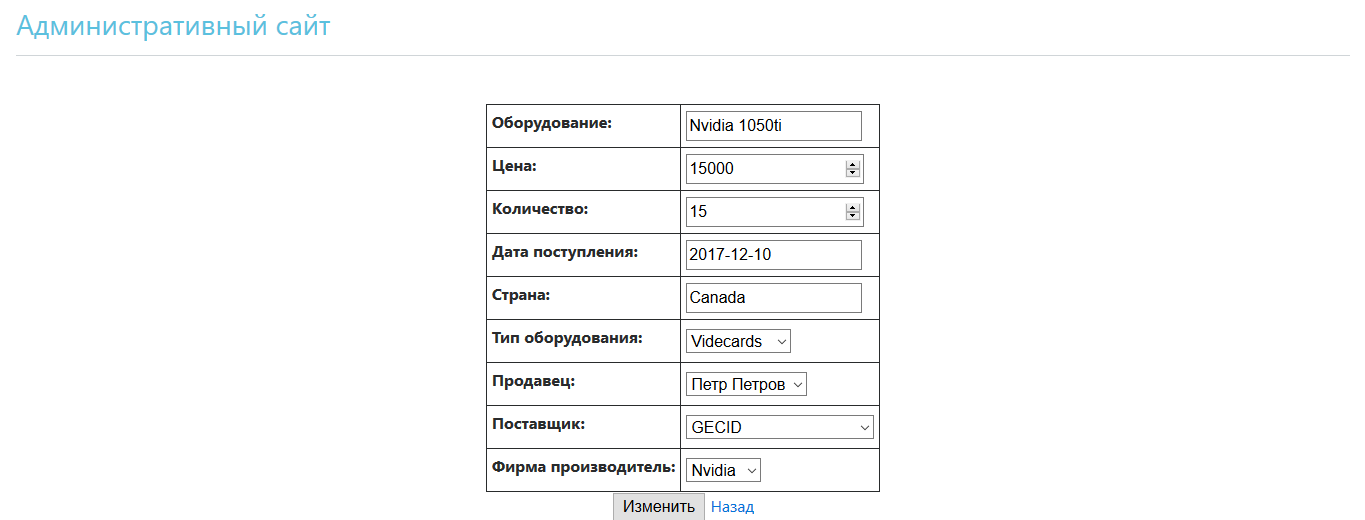 Административный сайт
Оборудование: Nvidia 1050ti
Цена: 15000
Количество: 15
Дата поступления: 2017-12-10
Страна: Canada
Тип оборудования: Videcards
Продавец: Петр Петров
Поставщик: GECID
Фирма производитель: Nvidia
Изменить Назад